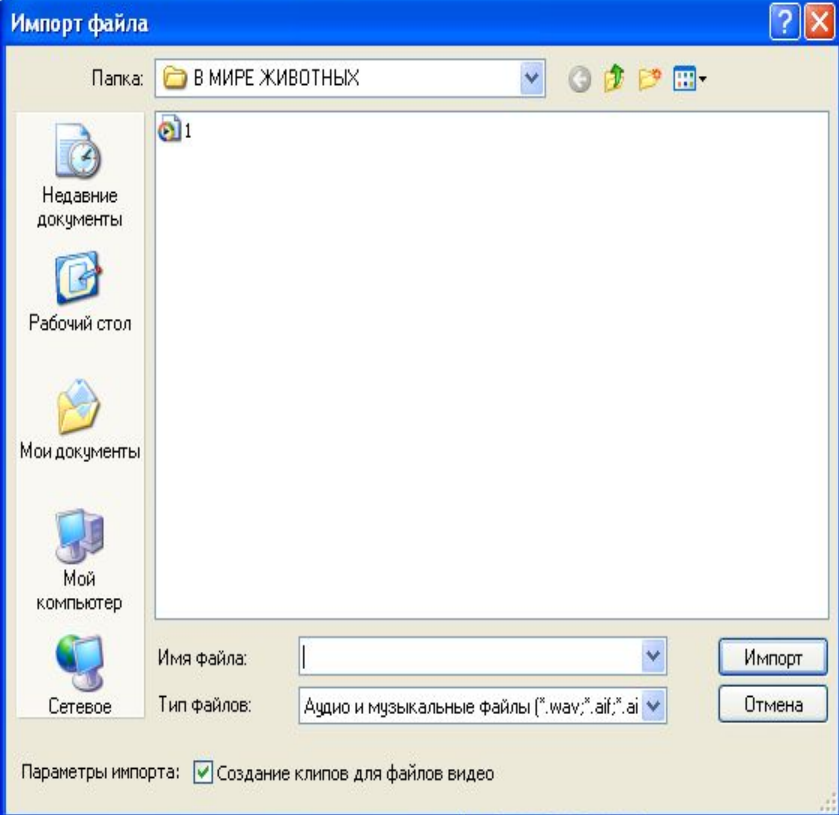 Импорт файла
Папка: В МИРЕ ЖИВОТНЫХ
1
Недавние
документы
Рабочий стол
Мои документы
Мой
компьютер
Сетевое
Имя файла:
Импорт
Тип файлов: Аудио и музыкальные файлы (*.wav;*.aif;*.ai
Отмена
Параметры импорта: Создание клипов для файлов видео